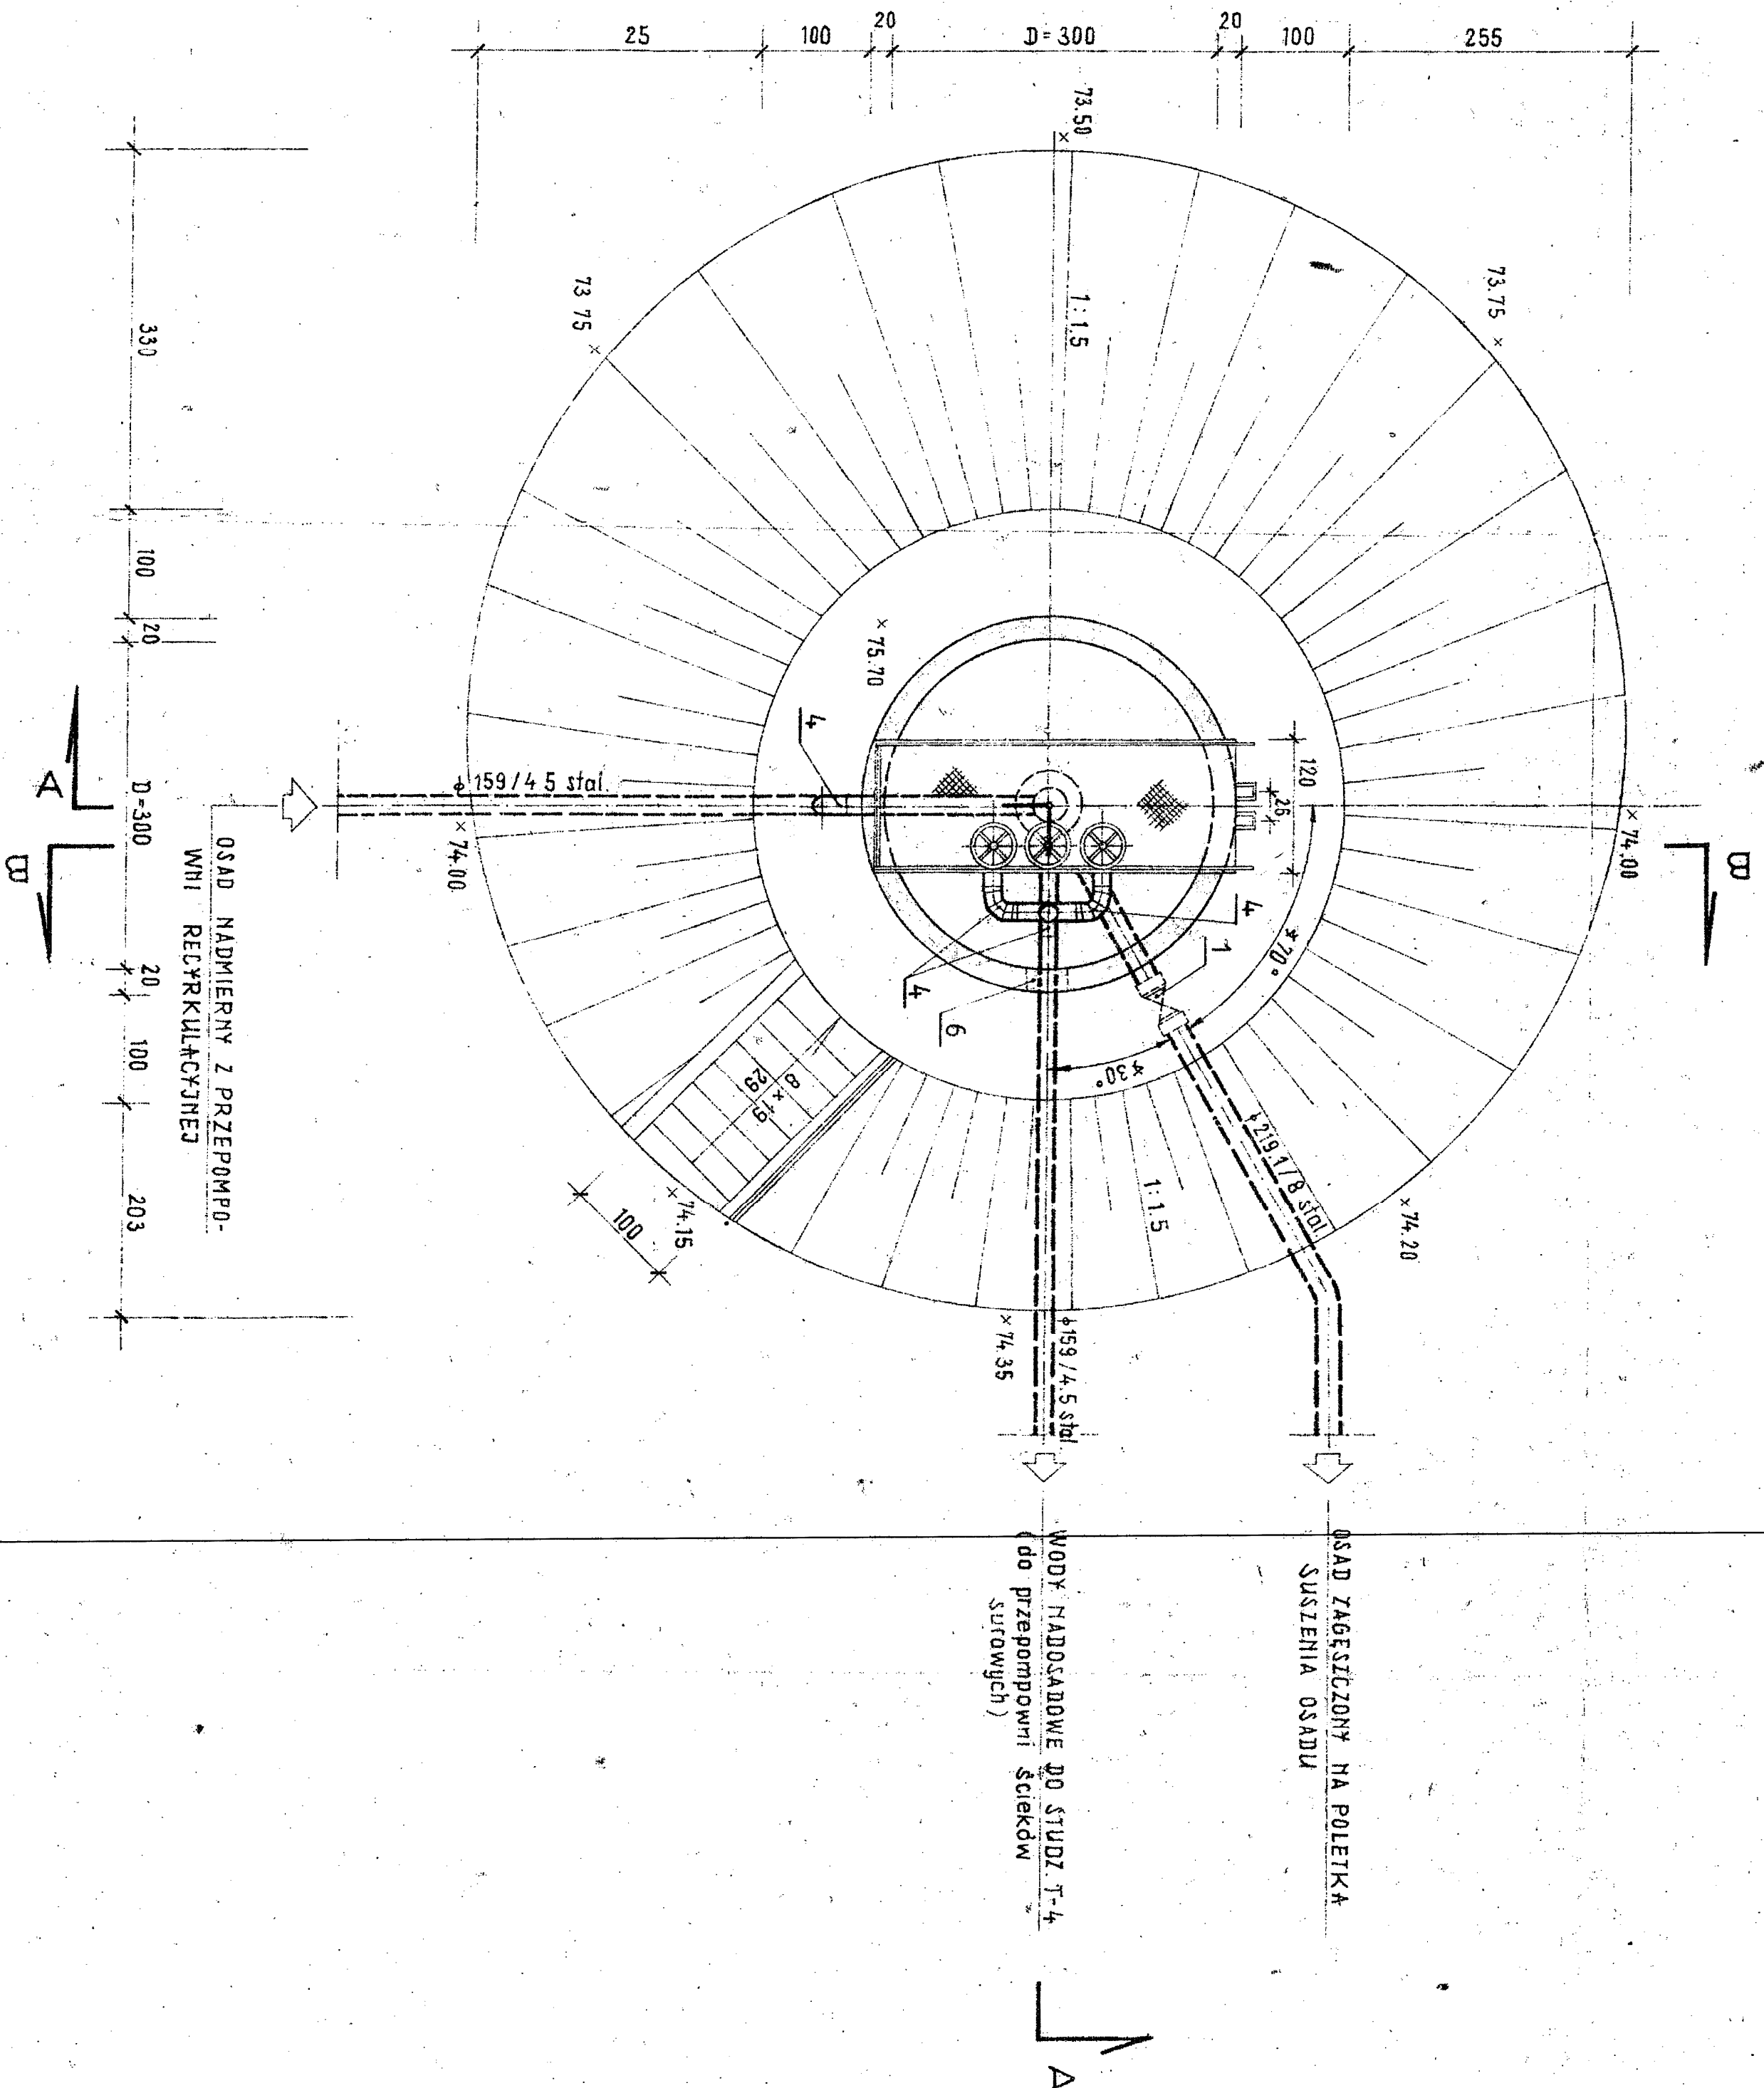 25
100
20
D=300
20
100
255
73.50
73 75
73.75
1:1.5
330
100
20
D=300
20
100
203
75.70
4
120
26
ϕ 159/4 5 stal.
74.00
74.00
A
B
B
OSAD NADMIERNY Z PRZEPOMPO-
WNI RECYRKULACYJNEJ
4
1
4
6
∢70°
∢30°
8 × 19
29
100
74.15
1:1.5
ϕ 219.1/8 stal
74.20
74.35
ϕ159/4.5 stal
OSAD ZAGĘSZCZONY NA POLETKA
SUSZENIA OSADU
WODY NADOSADOWE DO STUDZ. T-4
(do przepompowni ścieków
surowych)
A